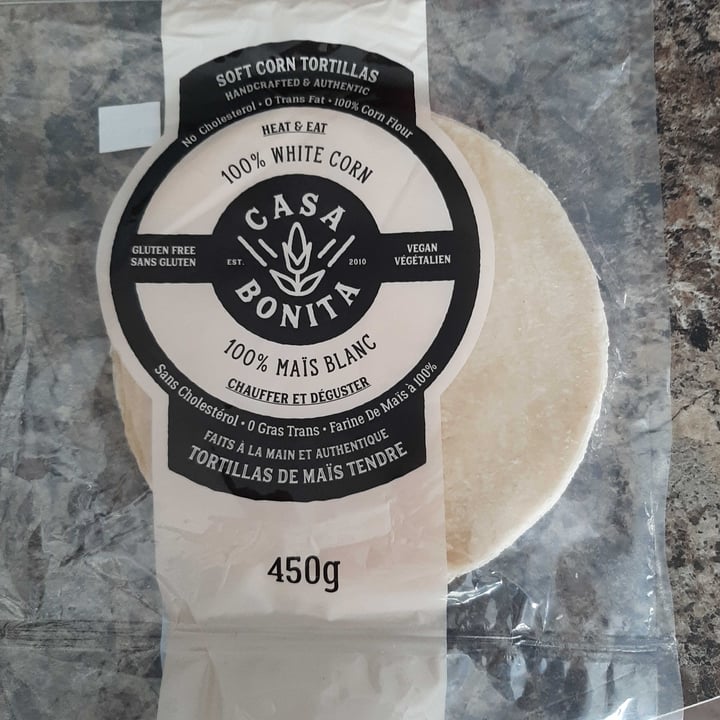 SOFT CORN TORTILLAS
HANDCRAFTED & AUTHENTIC
No Cholesterol • 0 Trans Fat • 100% Corn Flour
HEAT & EAT
100% WHITE CORN
CASA
GLUTEN FREE
SANS GLUTEN
EST.
2010
VEGAN
VÉGÉTALIEN
BONITA
100% MAÏS BLANC
CHAUFFER ET DÉGUSTER
Sans Cholestérol • 0 Gras Trans • Farine De Maïs à 100%
FAITS À LA MAIN ET AUTHENTIQUE
TORTILLAS DE MAÏS TENDRE
450g